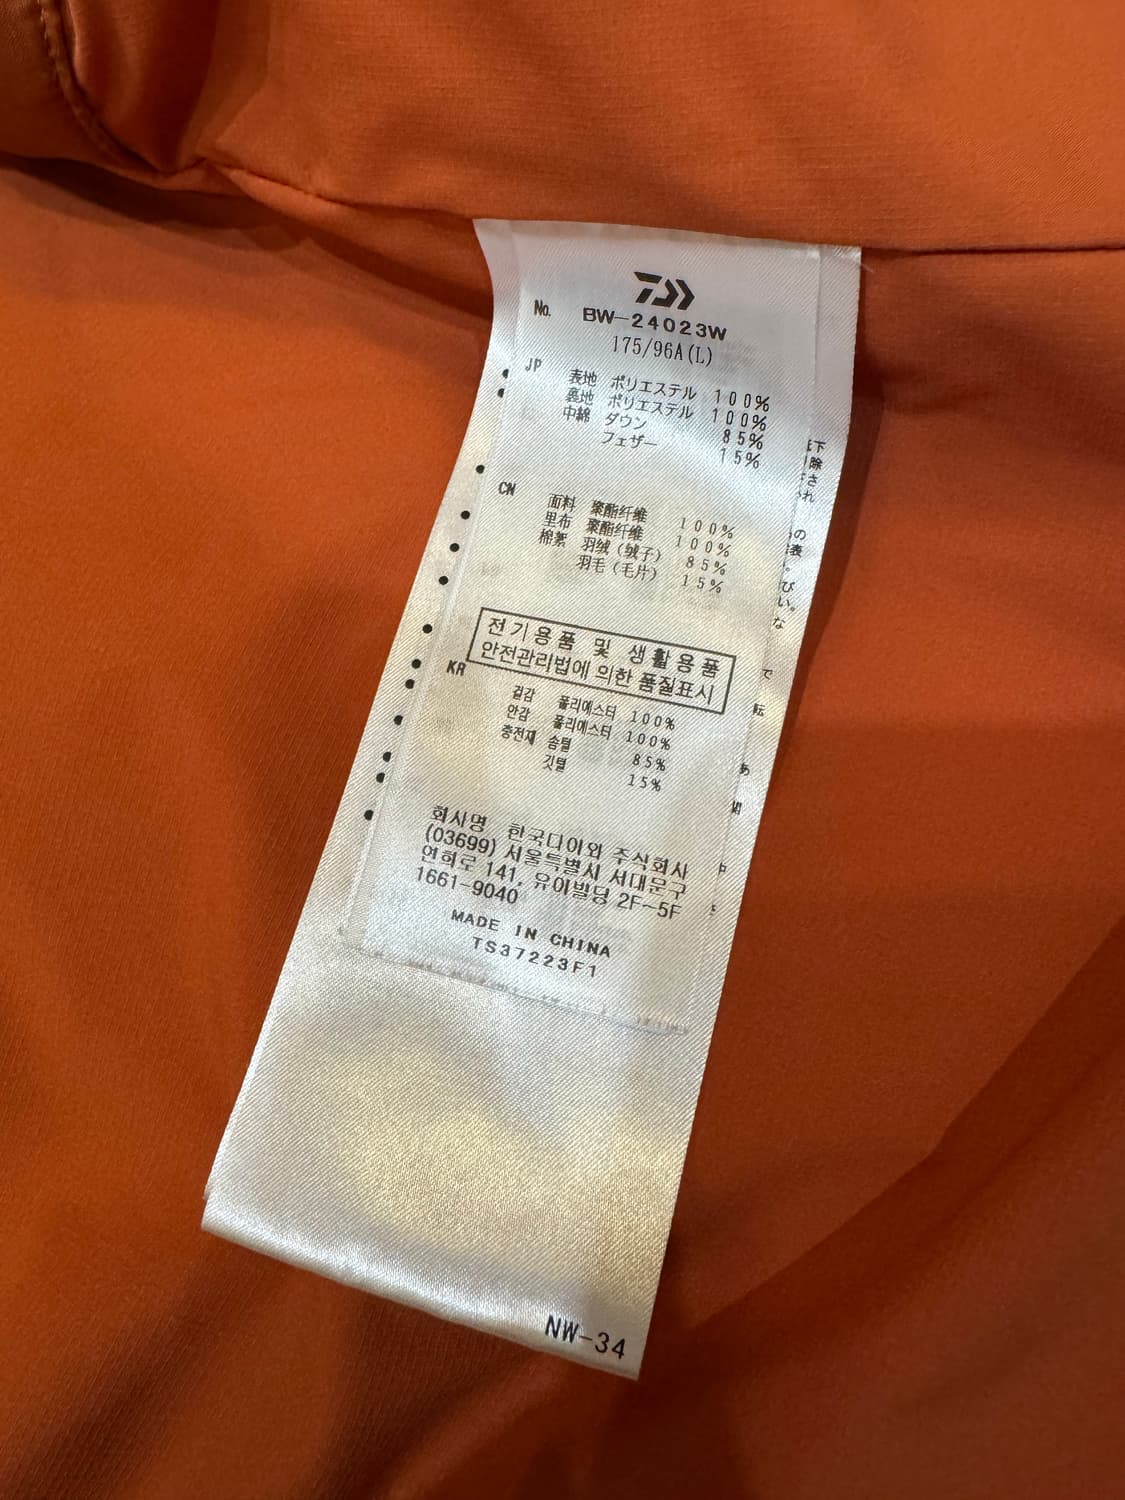 No. BW-24023W
175/96A(L)
JP
表地 ポリエステル 100%
裏地 ポリエステル 100%
中綿 ダウン 85%
フェザー 15%
CN
面料 聚酯纤维 100%
里布 聚酯纤维 100%
棉絮 羽绒(绒子) 85%
羽毛(毛片) 15%
전기용품 및 생활용품
안전관리법에 의한 품질표시
KR
겉감 폴리에스터 100%
안감 폴리에스터 100%
충전재 솜털 85%
깃털 15%
회사명 한국다이와 주식회사
(03699) 서울특별시 서대문구
연희로 141, 유이빌딩 2F~5F
1661-9040
MADE IN CHINA
TS37223F1
NW-34